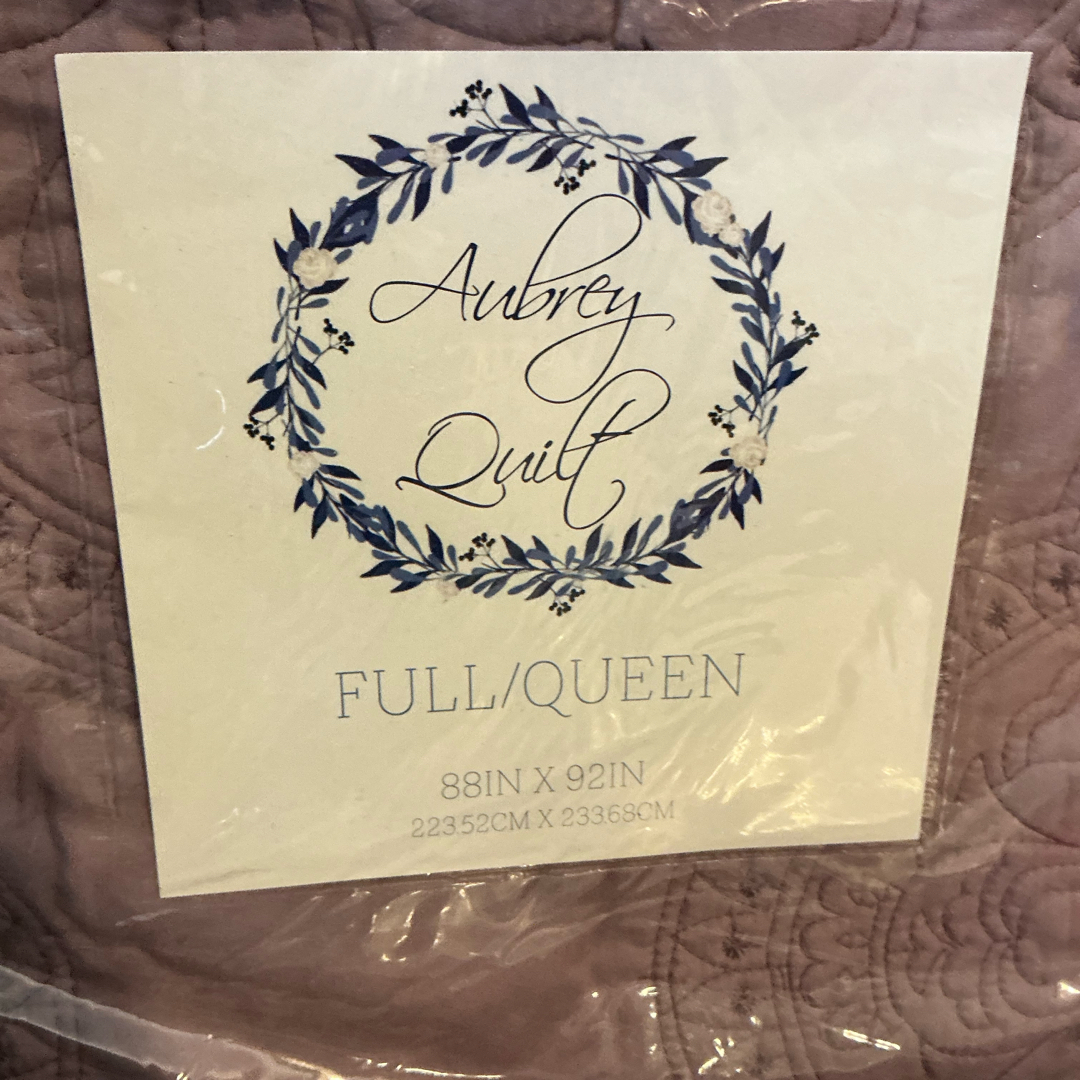 Aubrey
Quilt
FULL/QUEEN
88IN X 92IN
223.52CM X 233.68CM